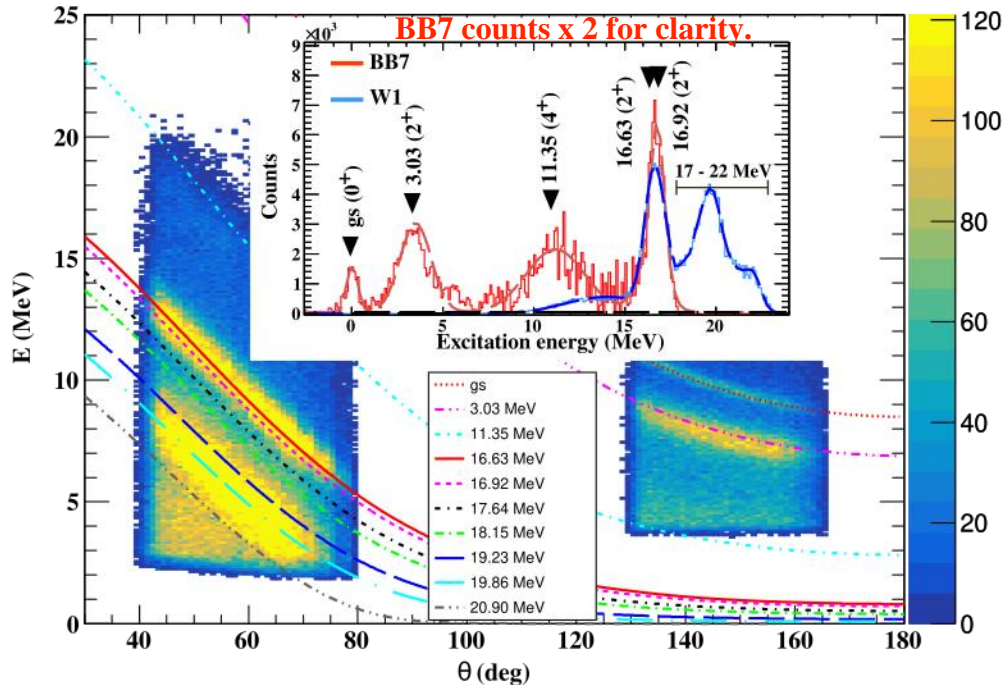 BB7 counts x 2 for clarity.
×10³
BB7
W1
gs (0⁺)
3.03 (2⁺)
11.35 (4⁺)
16.63 (2⁺)
16.92 (2⁺)
17 - 22 MeV
Counts
9
8
7
6
5
4
3
2
1
0
0 5 10 15 20
Excitation energy (MeV)
E (MeV)
25
20
15
10
5
0
gs
3.03 MeV
11.35 MeV
16.63 MeV
16.92 MeV
17.64 MeV
18.15 MeV
19.23 MeV
19.86 MeV
20.90 MeV
40 60 80 100 120 140 160 180
θ (deg)
120
100
80
60
40
20
0